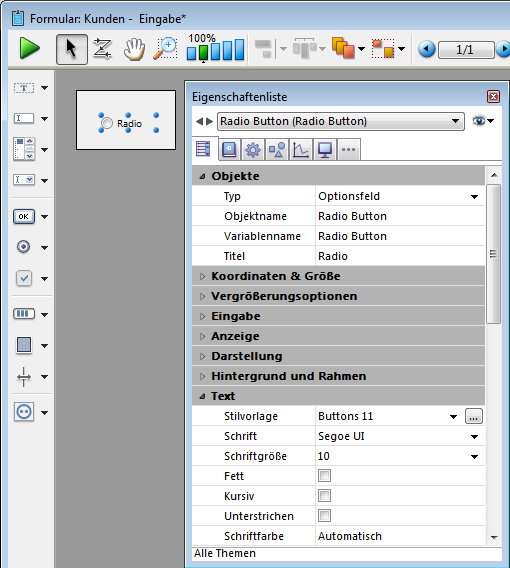 Formular: Kunden - Eingabe*
100%
1/1
Radio
Eigenschaftenliste
Radio Button (Radio Button)
Objekte
Typ Optionsfeld
Objektname Radio Button
Variablenname Radio Button
Titel Radio
Koordinaten & Größe
Vergrößerungsoptionen
Eingabe
Anzeige
Darstellung
Hintergrund und Rahmen
Text
Stilvorlage Buttons 11 ...
Schrift Segoe UI
Schriftgröße 10
Fett
Kursiv
Unterstrichen
Schriftfarbe Automatisch
Alle Themen
T
I
I
OK